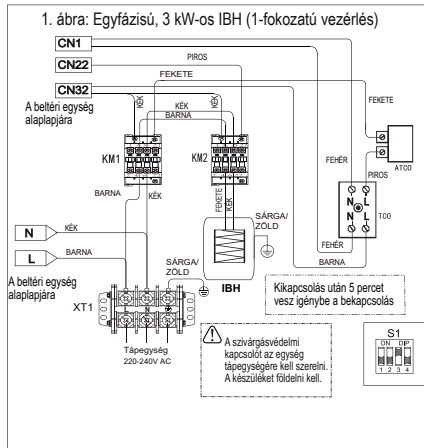 1. ábra: Egyfázisú, 3 kW-os IBH (1-fokozatú vezérlés)
CN1
CN22
CN32
PIROS
FEKETE
A beltéri egység
alaplapjára
KÉK
KÉK
BARNA
KÉK
FEKETE
ATCO
KM1
KM2
FEHÉR
PIROS
N L
N L
TCO
BARNA
KÉK
FEKETE
KÉK
SÁRGA/
ZÖLD
FEHÉR
BARNA
N
KÉK
L
BARNA
SÁRGA/
ZÖLD
IBH
A beltéri egység
alaplapjára
XT1
L N
Kikapcsolás után 5 percet
vesz igénybe a bekapcsolás
Tápegység
220-240V AC
A szivárgásvédelmi
kapcsolót az egység
tápegységére kell szerelni.
A készüléket földelni kell.
S1
ON DIP
1 2 3 4